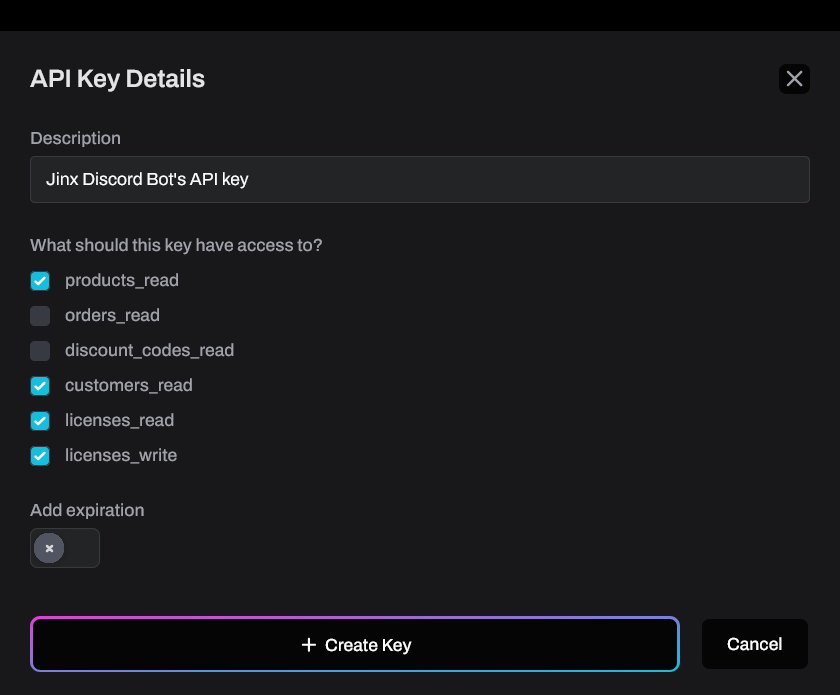 API Key Details
Description
Jinx Discord Bot's API key
What should this key have access to?
products_read
orders_read
discount_codes_read
customers_read
licenses_read
licenses_write
Add expiration
Create Key
Cancel